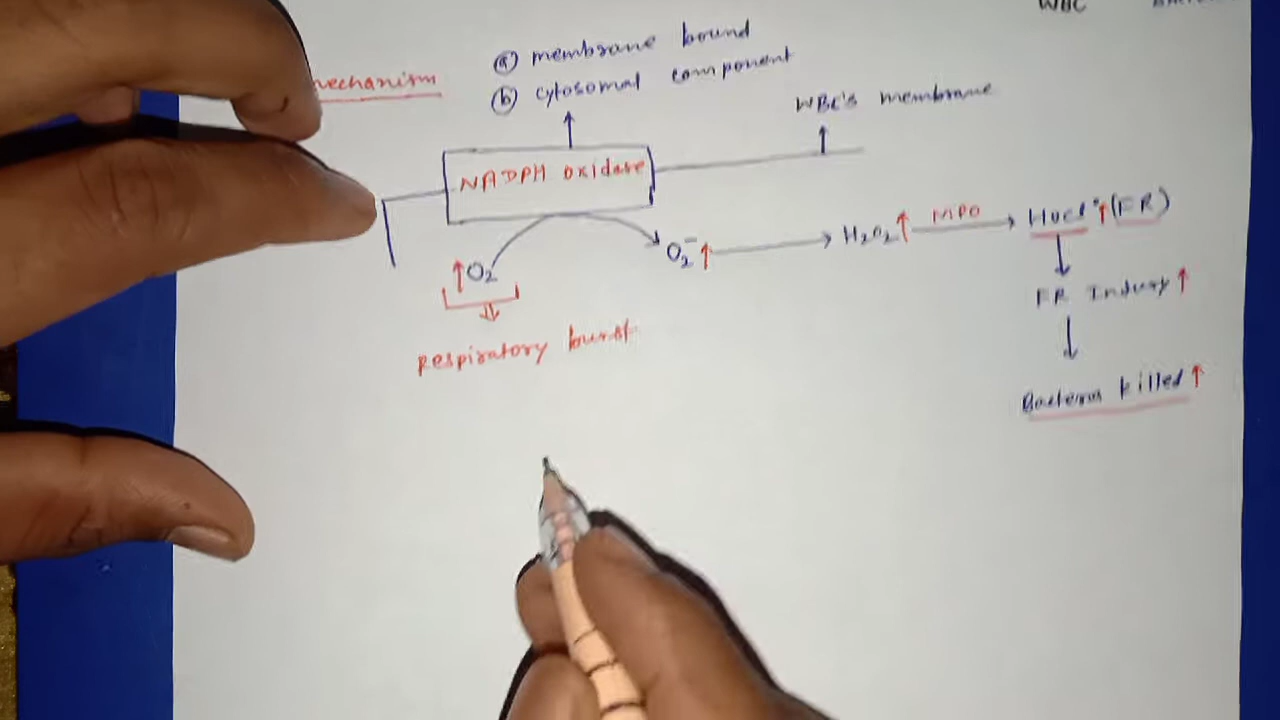 WBC
mechanism
(a) membrane bound
(b) cytosomal component
WBC's membrane
NADPH oxidase
↑O2
O2⁻↑ → H2O2↑ MPO → HOCl•↑(FR)
respiratory burst
FR Injury↑
Bacteria killed↑